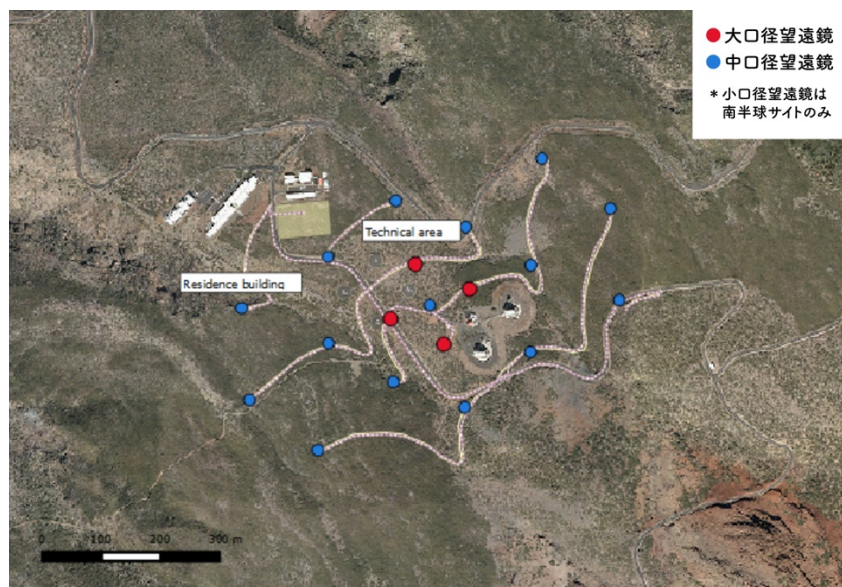 大口径望遠鏡
中口径望遠鏡
* 小口径望遠鏡は
南半球サイトのみ
Technical area
Residence building
0 100 200 300 m